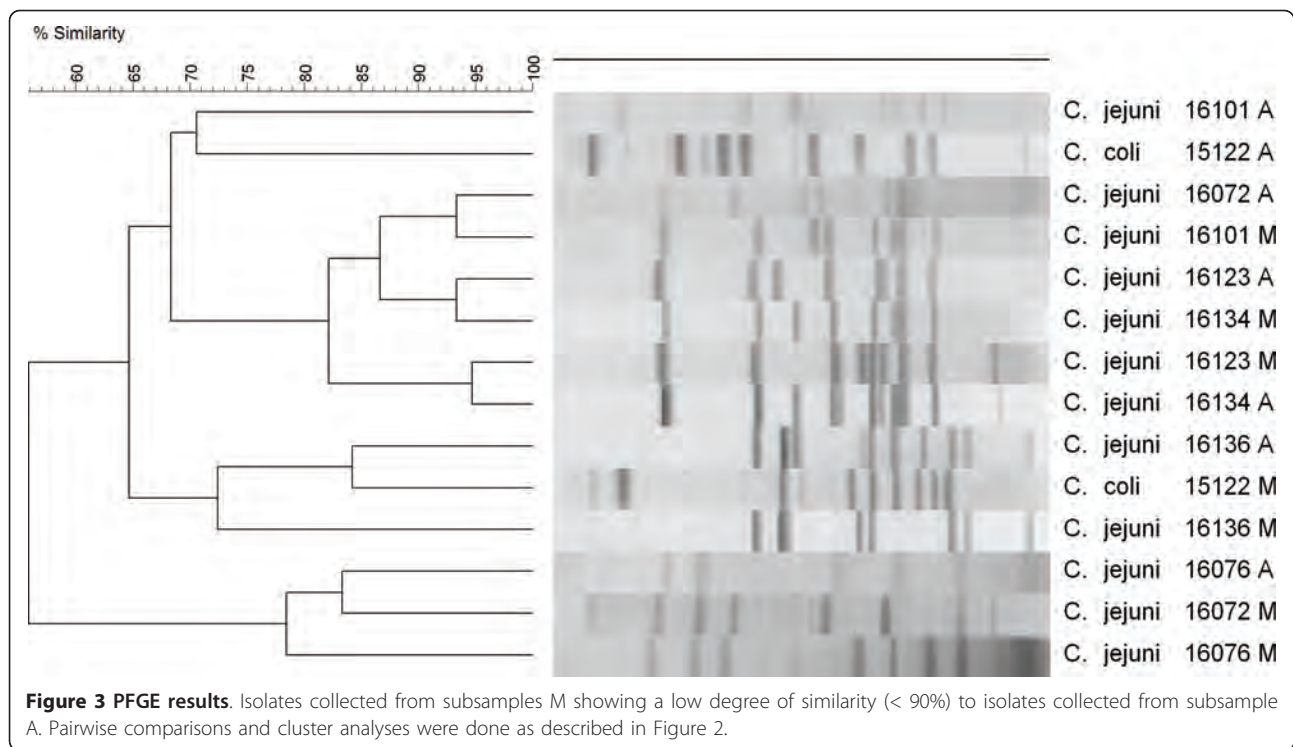 % Similarity
60 65 70 75 80 85 90 95 100
C. jejuni 16101 A
C. coli 15122 A
C. jejuni 16072 A
C. jejuni 16101 M
C. jejuni 16123 A
C. jejuni 16134 M
C. jejuni 16123 M
C. jejuni 16134 A
C. jejuni 16136 A
C. coli 15122 M
C. jejuni 16136 M
C. jejuni 16076 A
C. jejuni 16072 M
C. jejuni 16076 M
Figure 3 PFGE results. Isolates collected from subsamples M showing a low degree of similarity (< 90%) to isolates collected from subsample
A. Pairwise comparisons and cluster analyses were done as described in Figure 2.